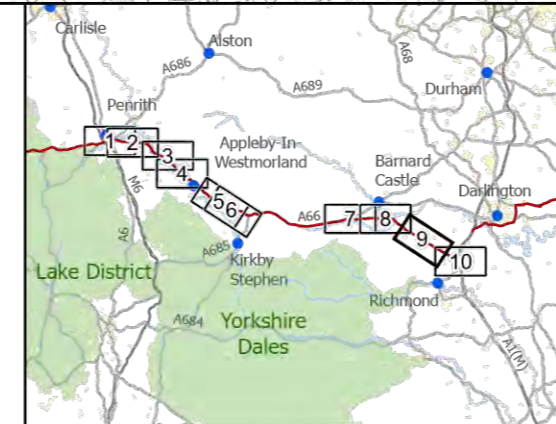 Carlisle
Alston
A686
A68
A689
Durham
Penrith
1
2
3
4
5
6
Appleby-In
Westmorland
Barnard
Castle
Darlington
A66
7
8
9
10
M6
A6
A685
Kirkby
Stephen
Lake District
Richmond
A684
Yorkshire
Dales
A1(M)